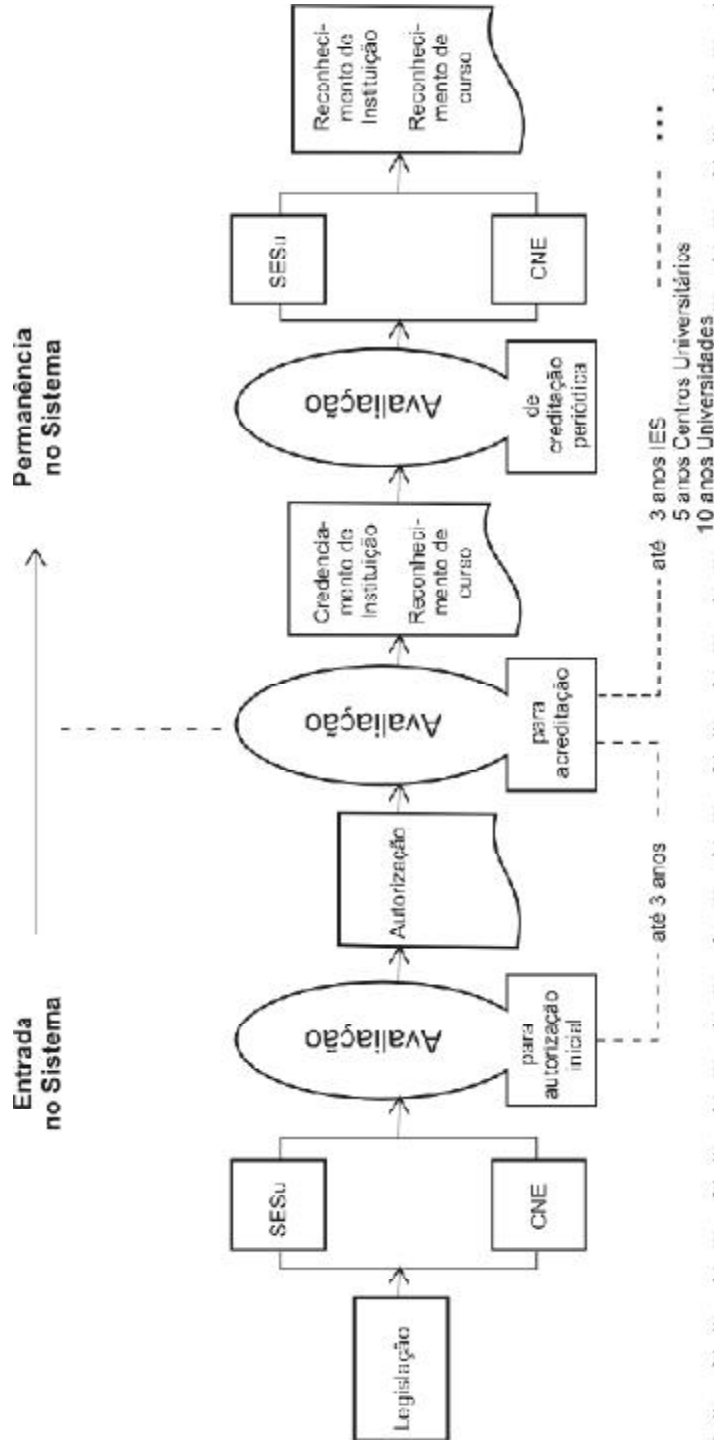 Entrada
no Sistema
Permanência
no Sistema
Legislação
SESu
CNE
Avaliação
para
autorização
inicial
Autorização
Avaliação
para
acreditação
Credencia-
mento de
Instituição
Reconheci-
mento de
curso
Avaliação
de
creditação
periódica
SESu
CNE
Reconheci-
mento de
Instituição
Reconheci-
mento de
curso
até 3 anos
até 3 anos IES
5 anos Centros Universitários
10 anos Universidades
...